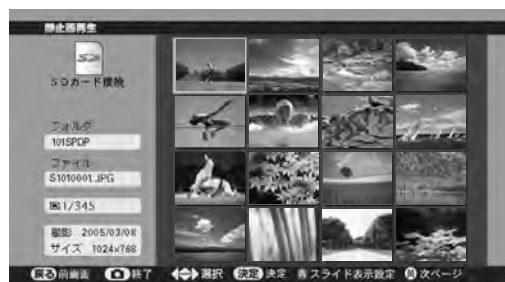 静止画再生
SD
SDカード接続
フォルダ
101SPDP
ファイル
S1010001.JPG
1/345
撮影 2005/03/08
サイズ 1024x768
戻る 前画面 終了 選択 決定 決定 青 スライド表示設定 次ページ